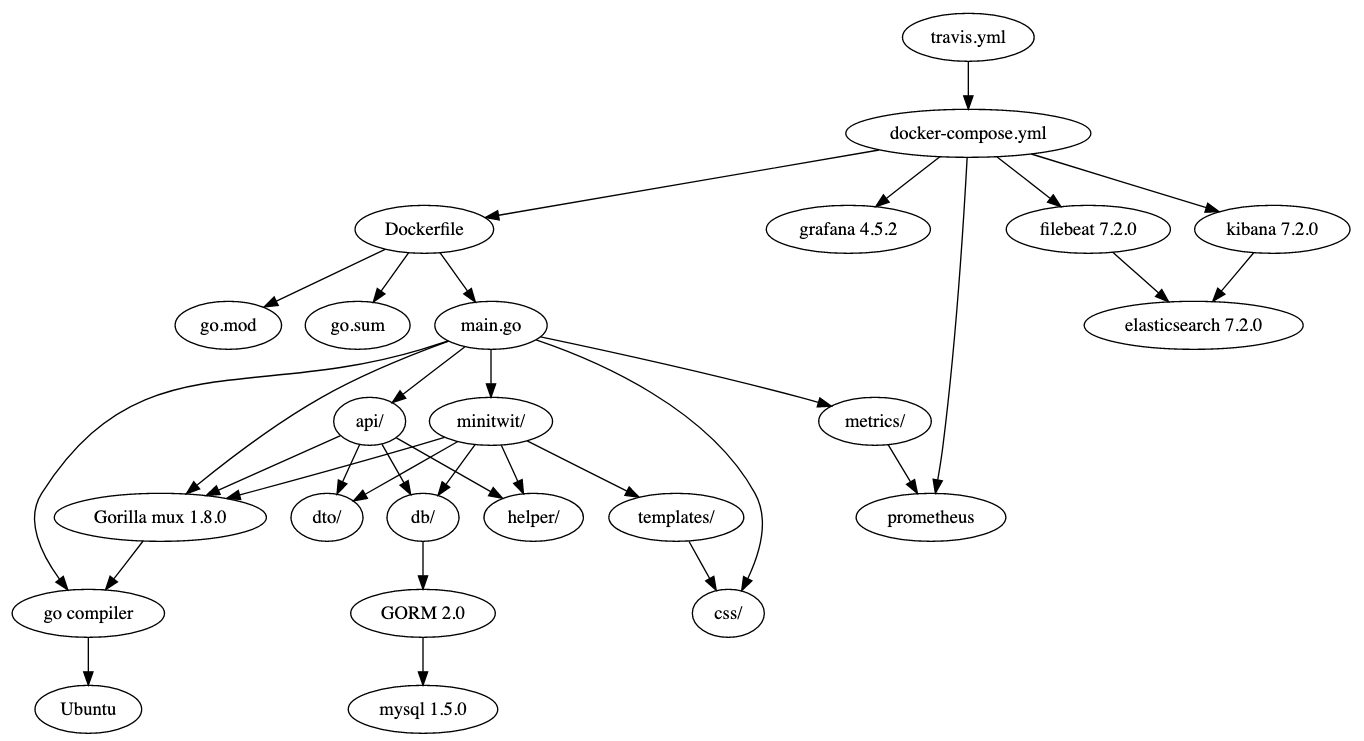 travis.yml
docker-compose.yml
Dockerfile
grafana 4.5.2
filebeat 7.2.0
kibana 7.2.0
go.mod
go.sum
main.go
elasticsearch 7.2.0
api/
minitwit/
metrics/
Gorilla mux 1.8.0
dto/
db/
helper/
templates/
prometheus
go compiler
GORM 2.0
css/
Ubuntu
mysql 1.5.0